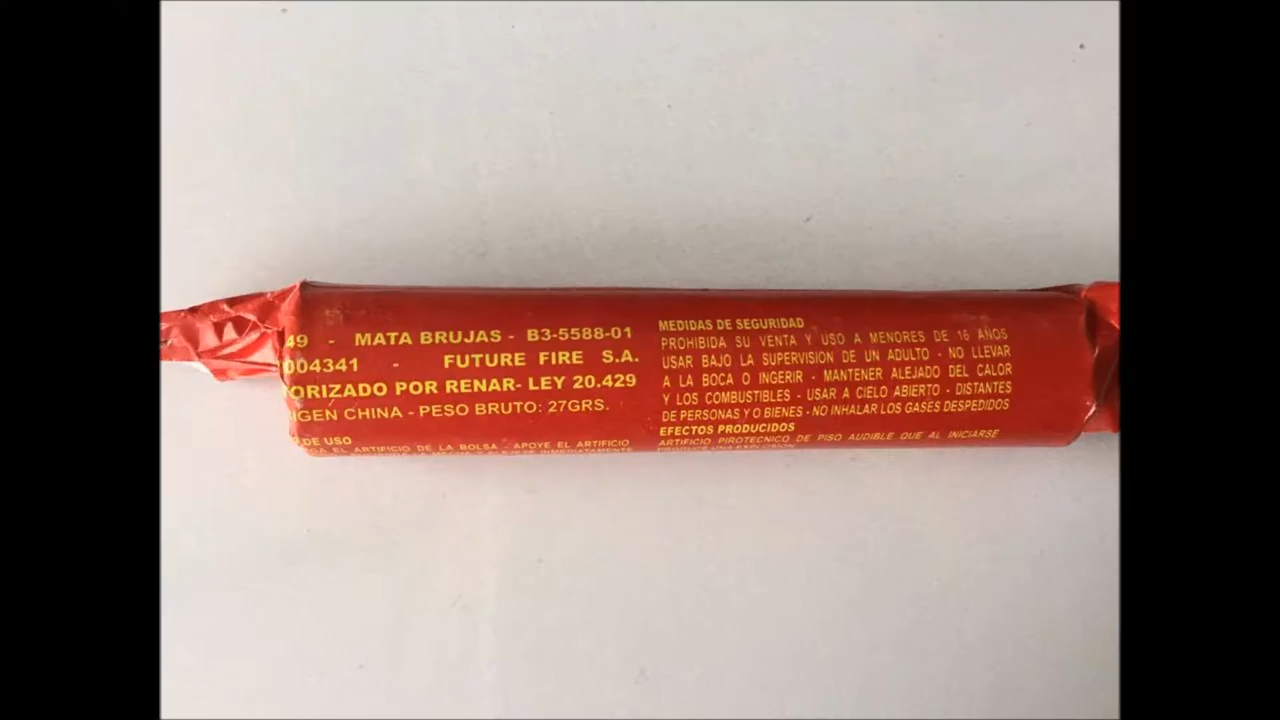 49 - MATA BRUJAS - B3-5588-01
004341 - FUTURE FIRE S.A.
ORIZADO POR RENAR- LEY 20.429
IGEN CHINA - PESO BRUTO: 27GRS.
DE USO
EL ARTIFICIO DE LA BOLSA - APOYE EL ARTIFICIO
INMEDIATAMENTE
MEDIDAS DE SEGURIDAD
PROHIBIDA SU VENTA Y USO A MENORES DE 16 AÑOS
USAR BAJO LA SUPERVISION DE UN ADULTO - NO LLEVAR
A LA BOCA O INGERIR - MANTENER ALEJADO DEL CALOR
Y LOS COMBUSTIBLES - USAR A CIELO ABIERTO - DISTANTES
DE PERSONAS Y O BIENES - NO INHALAR LOS GASES DESPEDIDOS
EFECTOS PRODUCIDOS
ARTIFICIO PIROTECNICO DE PISO AUDIBLE QUE AL INICIARSE
PRODUCE UNA EXPLOSION